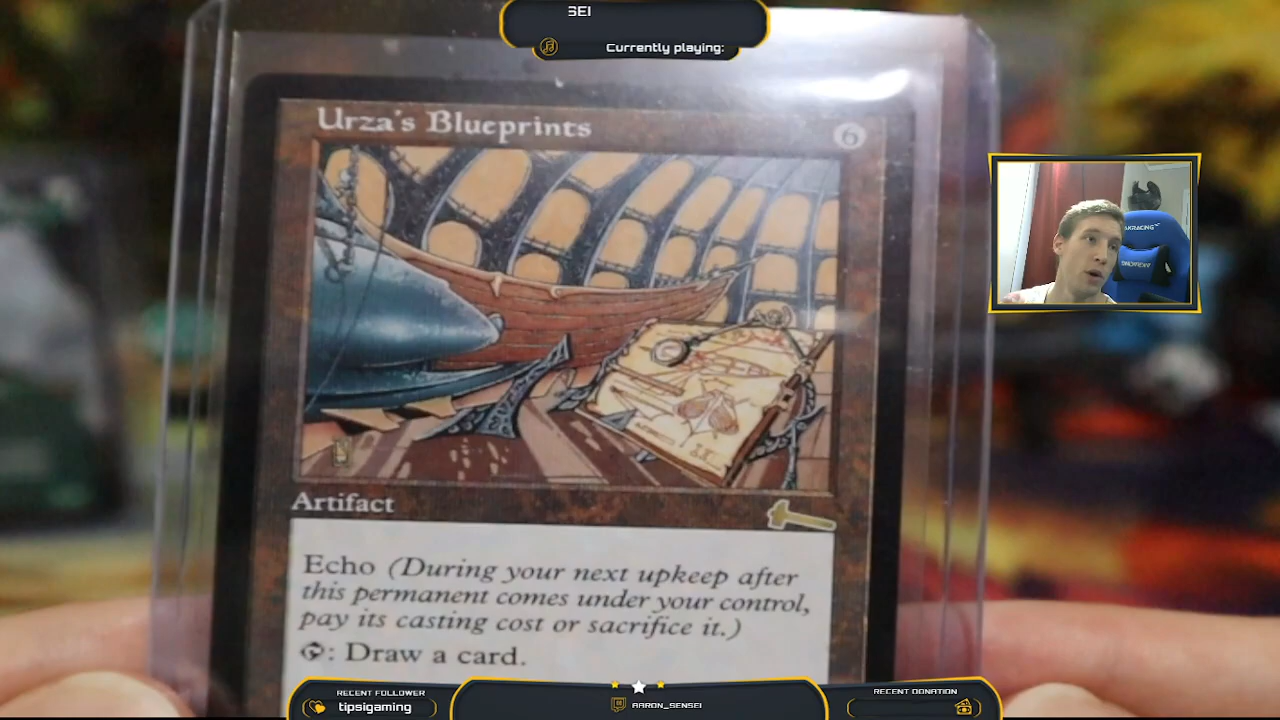 SEI
Currently playing:
Urza's Blueprints
6
AKRACING
Artifact
Echo (During your next upkeep after
this permanent comes under your control,
pay its casting cost or sacrifice it.)
: Draw a card.
RECENT FOLLOWER
tipsigaming
AARON_SENSEI
RECENT DONATION